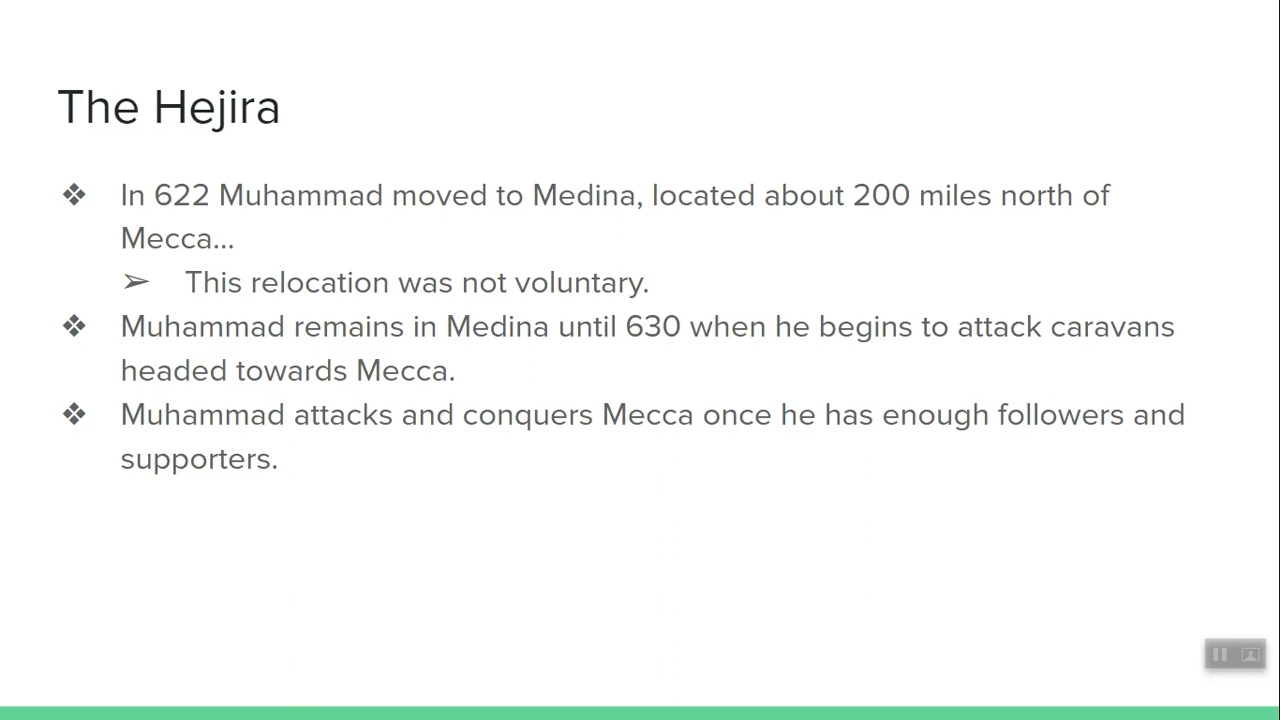 The Hejira
❖ In 622 Muhammad moved to Medina, located about 200 miles north of
Mecca...
➢ This relocation was not voluntary.
❖ Muhammad remains in Medina until 630 when he begins to attack caravans
headed towards Mecca.
❖ Muhammad attacks and conquers Mecca once he has enough followers and
supporters.